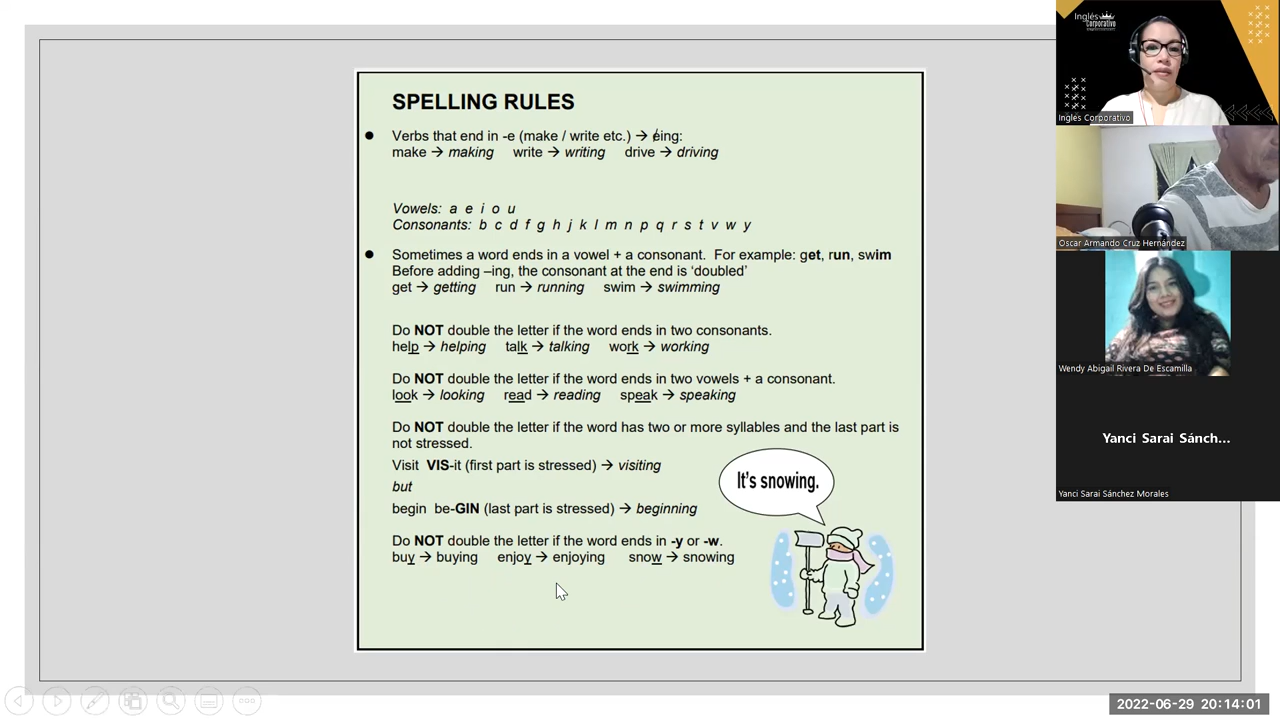 SPELLING RULES
Verbs that end in -e (make / write etc.) → eing:
make → making write → writing drive → driving
Vowels: a e i o u
Consonants: b c d f g h j k l m n p q r s t v w y
Sometimes a word ends in a vowel + a consonant. For example: get, run, swim
Before adding –ing, the consonant at the end is ‘doubled’
get → getting run → running swim → swimming
Do NOT double the letter if the word ends in two consonants.
help → helping talk → talking work → working
Do NOT double the letter if the word ends in two vowels + a consonant.
look → looking read → reading speak → speaking
Do NOT double the letter if the word has two or more syllables and the last part is
not stressed.
Visit VIS-it (first part is stressed) → visiting
but
begin be-GIN (last part is stressed) → beginning
Do NOT double the letter if the word ends in -y or -w.
buy → buying enjoy → enjoying snow → snowing
It's snowing.
Inglés
Corporativo
Inglés Corporativo
Oscar Armando Cruz Hernández
Wendy Abigail Rivera De Escamilla
Yanci Sarai Sánch...
Yanci Sarai Sánchez Morales
2022-06-29 20:14:01